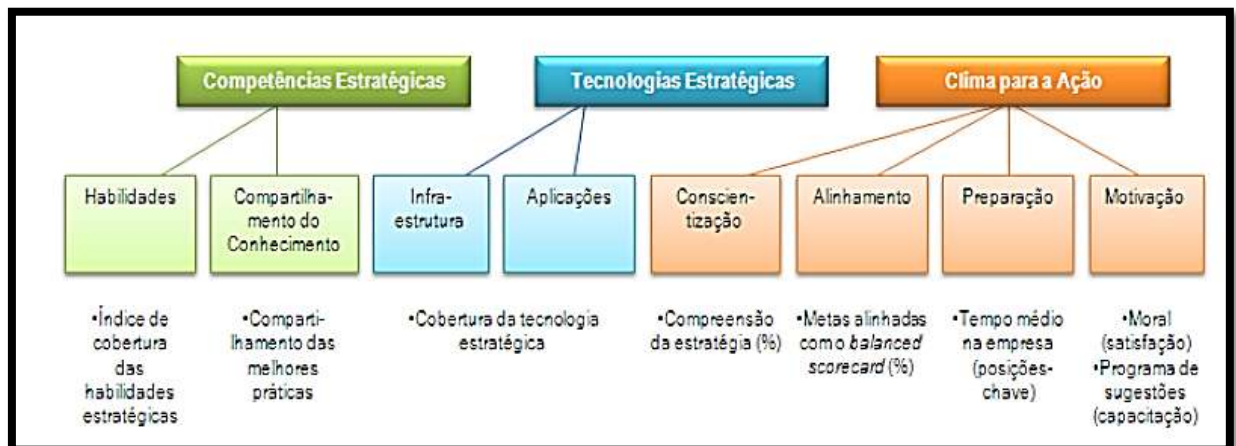 Competências Estratégicas
Tecnologias Estratégicas
Clima para a Ação
Habilidades
Compartilha-
mento do
Conhecimento
Infra-
estrutura
Aplicações
Conscien-
tização
Alinhamento
Preparação
Motivação
•Índice de
cobertura
das
habilidades
estratégicas
•Comparti-
lhamento das
melhores
práticas
•Cobertura da tecnologia
estratégica
•Compreensão
da estratégia (%)
•Metas alinhadas
como balanced
scorecard (%)
•Tempo médio
na empresa
(posições-
chave)
•Moral
(satisfação)
•Programa de
sugestões
(capacitação)